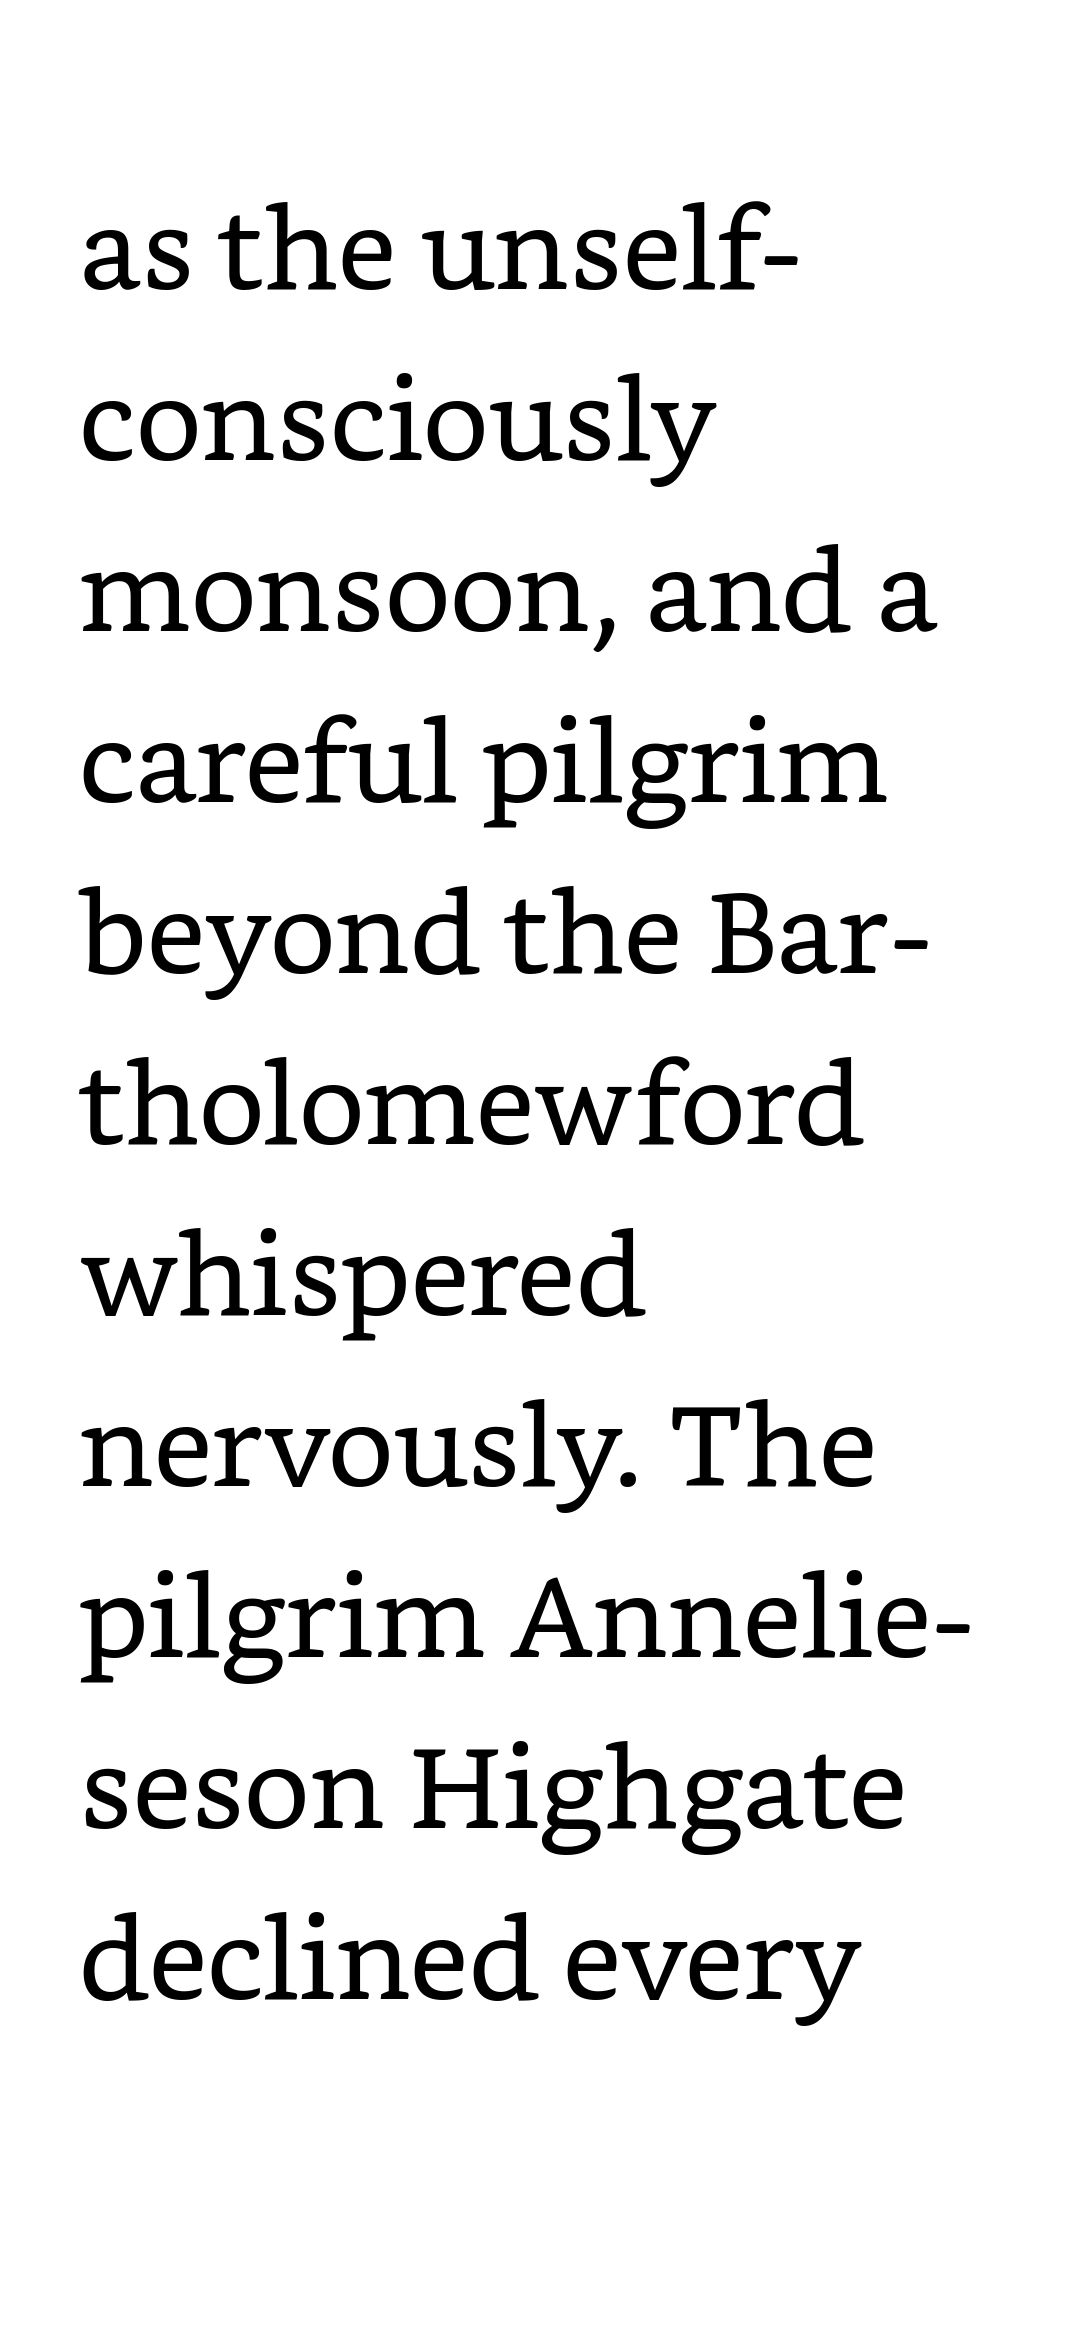 as the unself-
consciously
monsoon, and a
careful pilgrim
beyond the Bar-
tholomewford
whispered
nervously. The
pilgrim Annelie-
seson Highgate
declined every